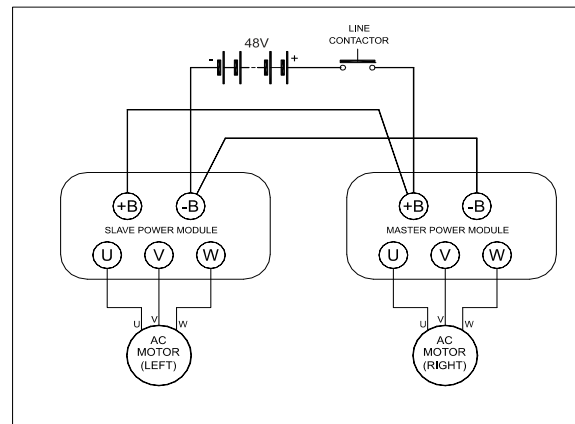 LINE
CONTACTOR
48V
- +
+B -B +B -B
SLAVE POWER MODULE MASTER POWER MODULE
U V W U V W
U V W U V W
AC
MOTOR
(LEFT)
AC
MOTOR
(RIGHT)